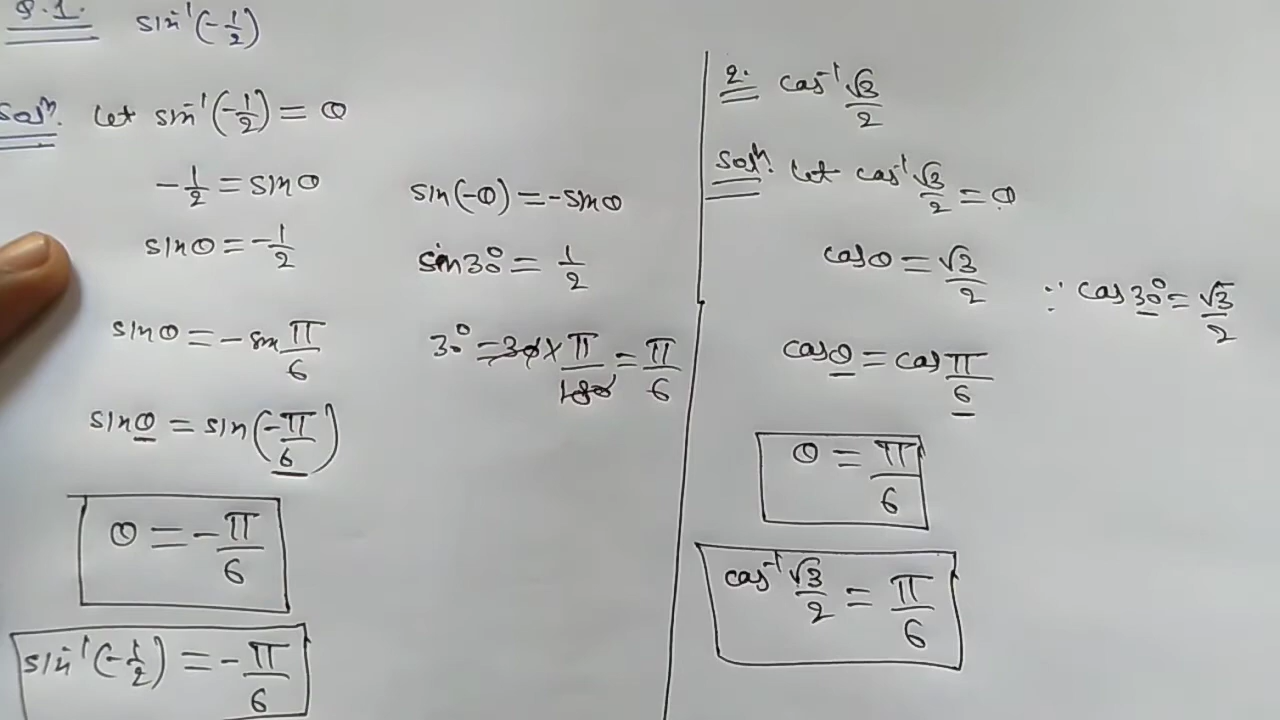 Q.1. sin⁻¹(-1/2)
Solⁿ. Let sin⁻¹(-1/2) = θ
-1/2 = sinθ
sinθ = -1/2
sinθ = -sin π/6
sinθ = sin(-π/6)
θ = -π/6
sin⁻¹(-1/2) = -π/6
sin(-θ) = -sinθ
sin30° = 1/2
30° = 30 × π/180 = π/6
2. cos⁻¹ √3/2
Solⁿ. Let cos⁻¹ √3/2 = θ
cosθ = √3/2 ∵ cos30° = √3/2
cosθ = cos π/6
θ = π/6
cos⁻¹ √3/2 = π/6